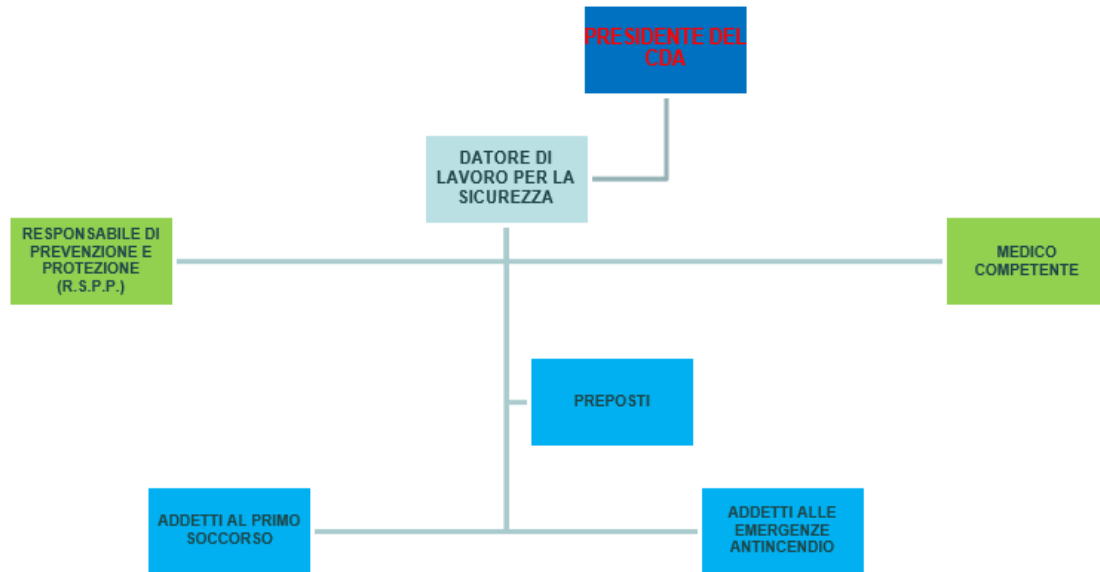 PRESIDENTE DEL
CDA
DATORE DI
LAVORO PER LA
SICUREZZA
RESPONSABILE DI
PREVENZIONE E
PROTEZIONE
(R.S.P.P.)
MEDICO
COMPETENTE
PREPOSTI
ADDETTI AL PRIMO
SOCCORSO
ADDETTI ALLE
EMERGENZE
ANTINCENDIO